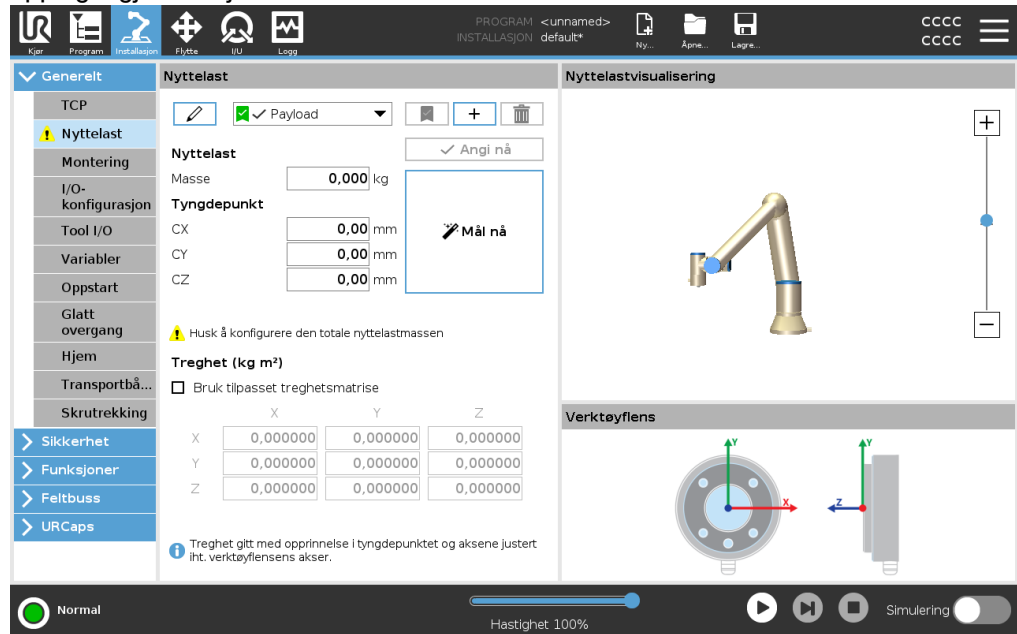 PROGRAM <unnamed>
INSTALLASJON default*
Kjør
Program
Installasjon
Flytte
I/U
Logg
Ny...
Åpne...
Lagre...
CCCC
CCCC
Generelt
TCP
Nyttelast
Montering
I/O-
konfigurasjon
Tool I/O
Variabler
Oppstart
Glatt
overgang
Hjem
Transportbå...
Skrutrekking
Sikkerhet
Funksjoner
Feltbuss
URCaps
Nyttelast
Payload
Angi nå
Nyttelast
Masse 0,000 kg
Tyngdepunkt
CX 0,00 mm
CY 0,00 mm
CZ 0,00 mm
Mål nå
Husk å konfigurere den totale nyttelastmassen
Treghet (kg m²)
Bruk tilpasset treghetsmatrise
X Y Z
X 0,000000 0,000000 0,000000
Y 0,000000 0,000000 0,000000
Z 0,000000 0,000000 0,000000
Treghet gitt med opprinnelse i tyngdepunktet og aksene justert
iht. verktøyflensens akser.
Nyttelastvisualisering
Verktøyflens
Y
X
Y
Z
Normal
Hastighet 100%
Simulering